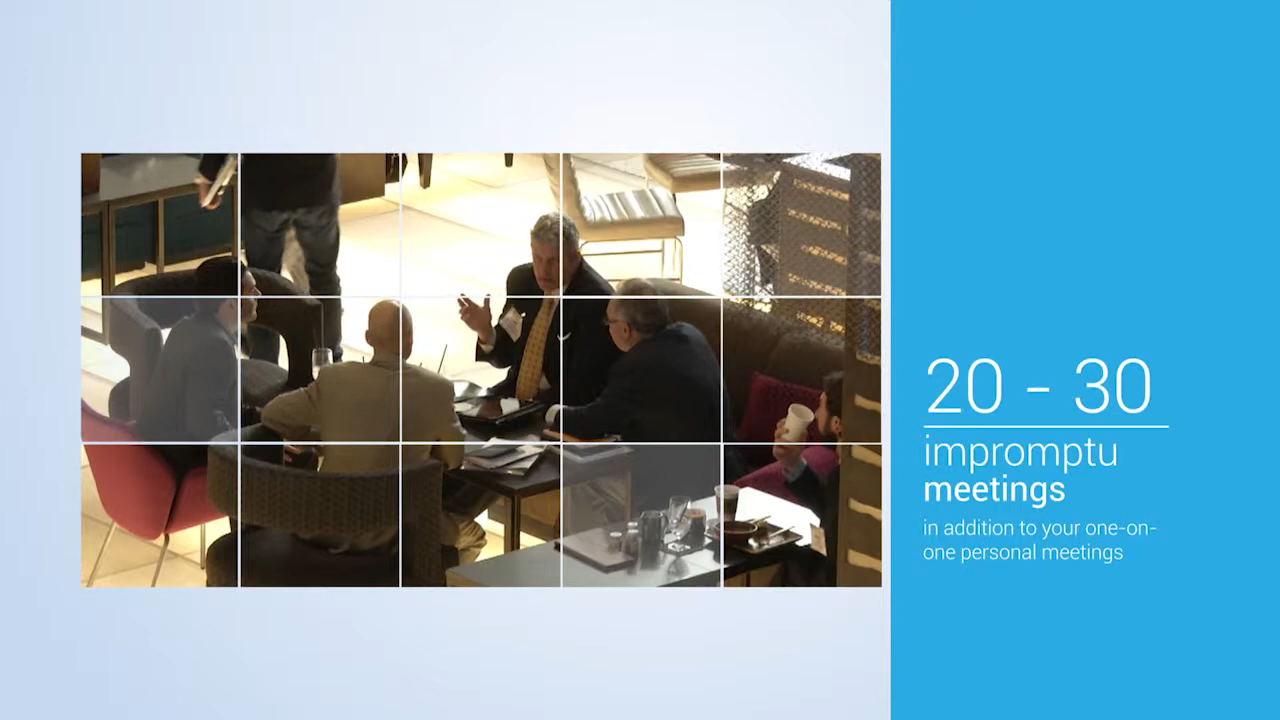 20 - 30
impromptu
meetings
in addition to your one-on-
one personal meetings